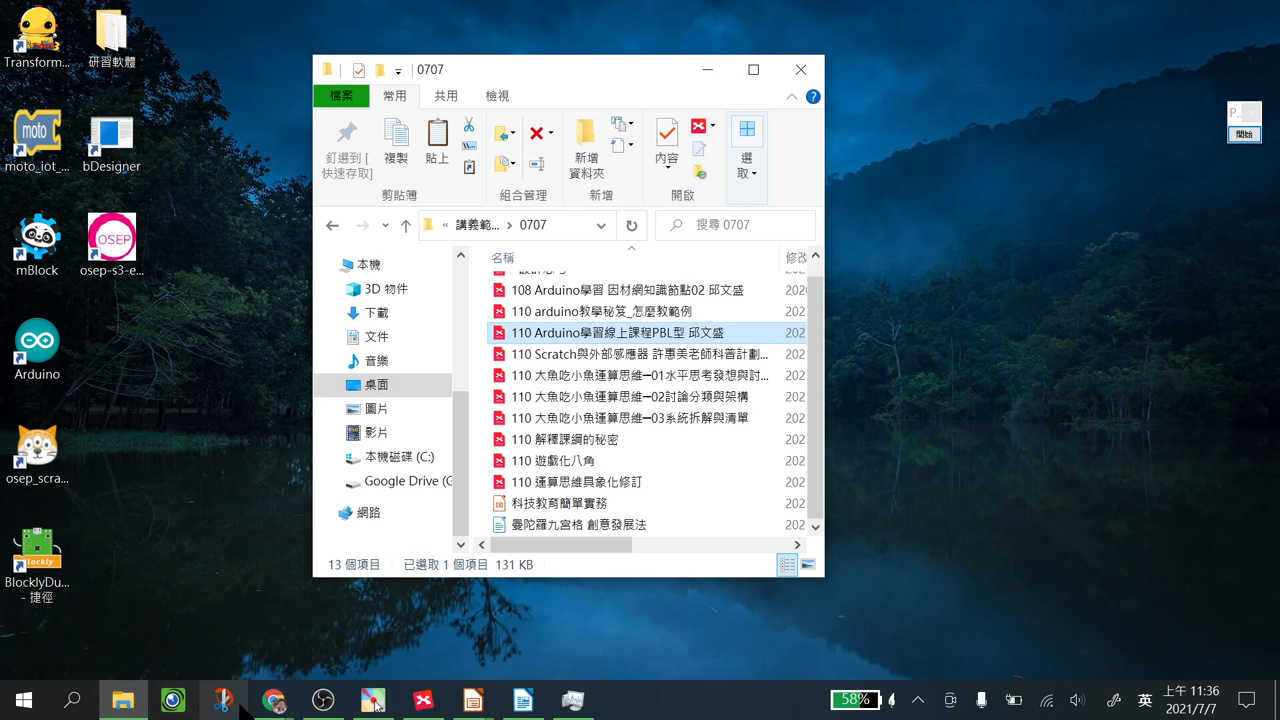 Transform...
研習軟體
moto
moto_iot_...
bDesigner
mBlock
OSEP
osep-s3-e...
Arduino
osep_scra...
Blockly
BlocklyDu...
- 捷徑
0707
檔案
常用
共用
檢視
釘選到 [
快速存取]
複製
貼上
剪貼簿
組合管理
新增
資料夾
新增
內容
開啟
選
取
« 講義範... > 0707
搜尋 0707
本機
3D 物件
下載
文件
音樂
桌面
圖片
影片
本機磁碟 (C:)
Google Drive (G
網路
名稱
修改
108 Arduino學習 因材網知識節點02 邱文盛
202
110 arduino教學秘笈_怎麼教範例
202
110 Arduino學習線上課程PBL型 邱文盛
202
110 Scratch與外部感應器 許惠美老師科普計劃...
202
110 大魚吃小魚運算思維─01水平思考發想與討...
202
110 大魚吃小魚運算思維─02討論分類與架構
202
110 大魚吃小魚運算思維─03系統拆解與清單
202
110 解釋課綱的秘密
202
110 遊戲化八角
202
110 運算思維具象化修訂
202
科技教育簡單實務
202
曼陀羅九宮格 創意發展法
202
13 個項目
已選取 1 個項目 131 KB
P...
開始
58%
英
上午 11:36
2021/7/7